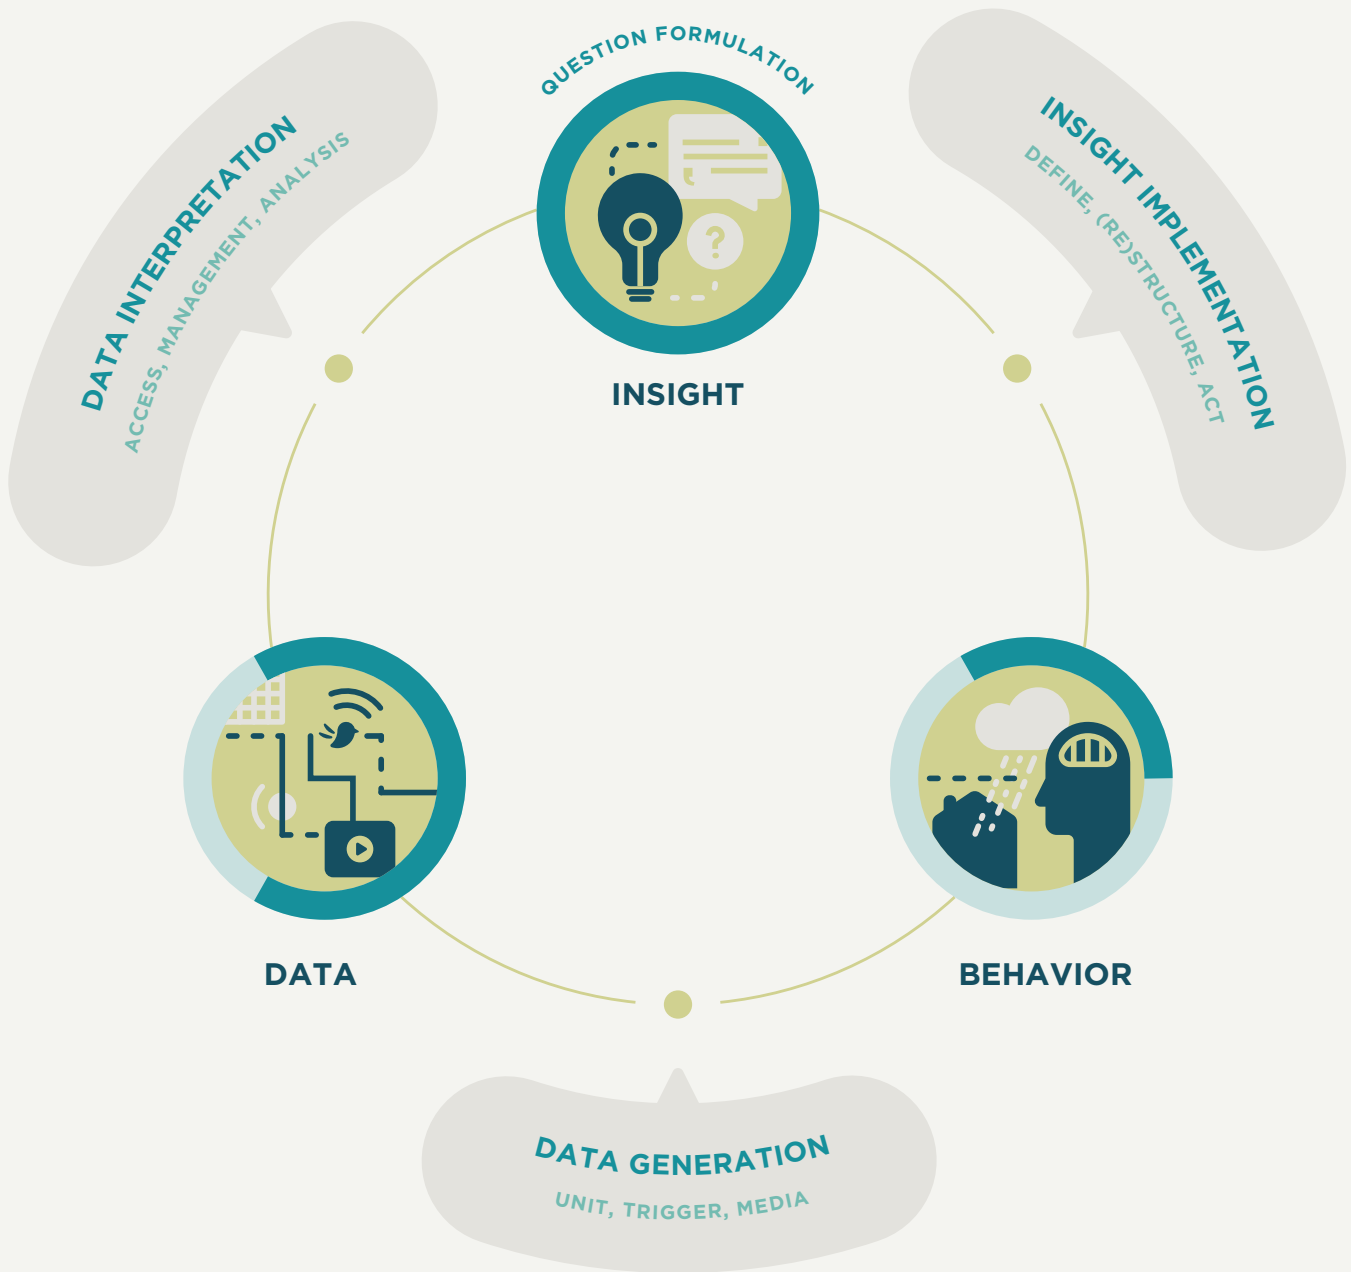 QUESTION FORMULATION
DATA INTERPRETATION
ACCESS, MANAGEMENT, ANALYSIS
INSIGHT IMPLEMENTATION
DEFINE, (RE)STRUCTURE, ACT
?
INSIGHT
DATA
BEHAVIOR
DATA GENERATION
UNIT, TRIGGER, MEDIA